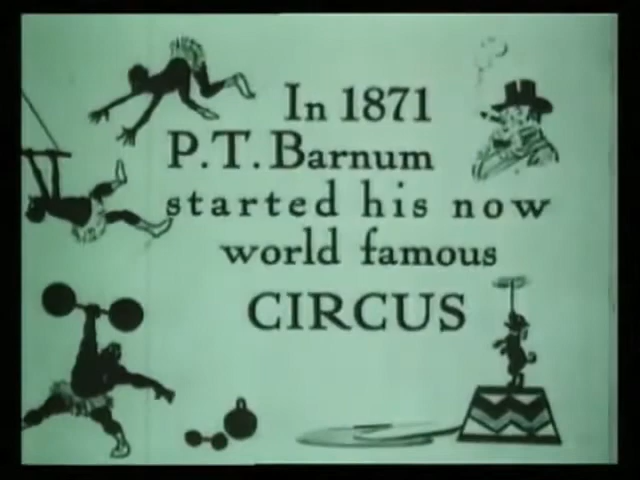 In 1871
P.T. Barnum
started his now
world famous
CIRCUS